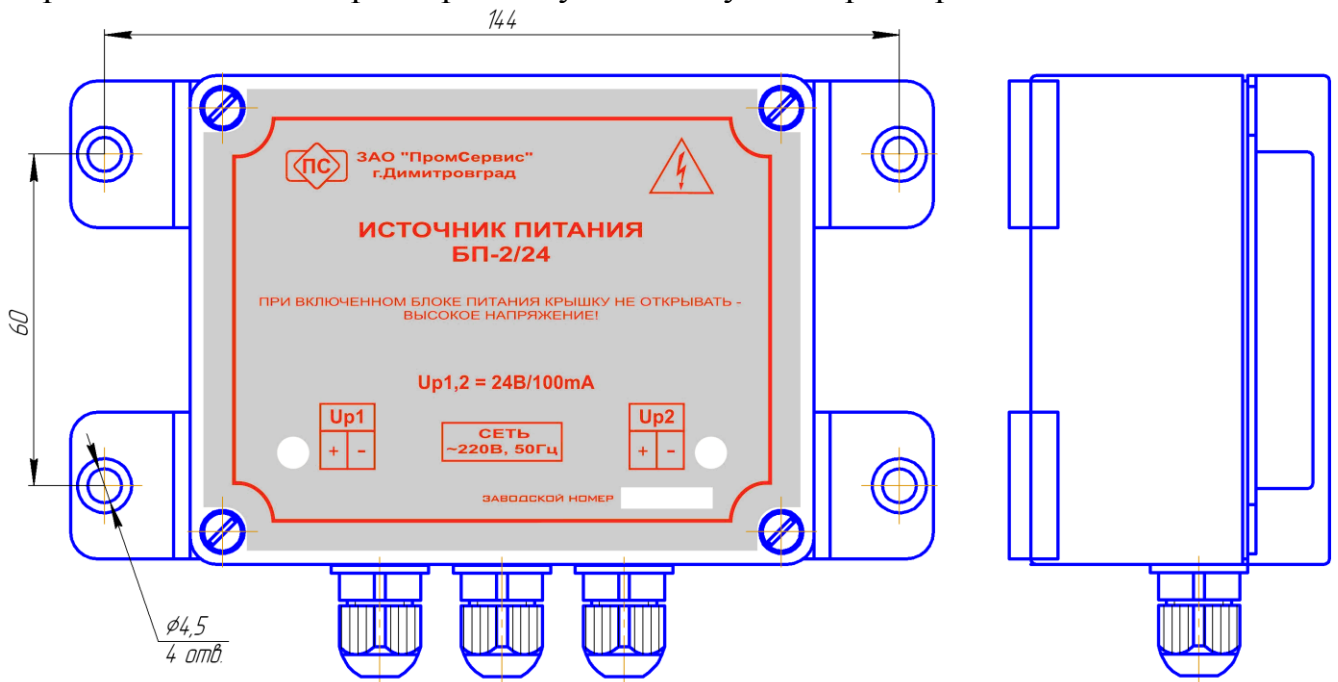 144
60
ПС
ЗАО "ПромСервис"
г.Димитровград
ИСТОЧНИК ПИТАНИЯ
БП-2/24
ПРИ ВКЛЮЧЕННОМ БЛОКЕ ПИТАНИЯ КРЫШКУ НЕ ОТКРЫВАТЬ -
ВЫСОКОЕ НАПРЯЖЕНИЕ!
Up1,2 = 24В/100mA
Up1
+ -
СЕТЬ
~220В, 50Гц
Up2
+ -
ЗАВОДСКОЙ НОМЕР
ϕ4,5
4 отв.